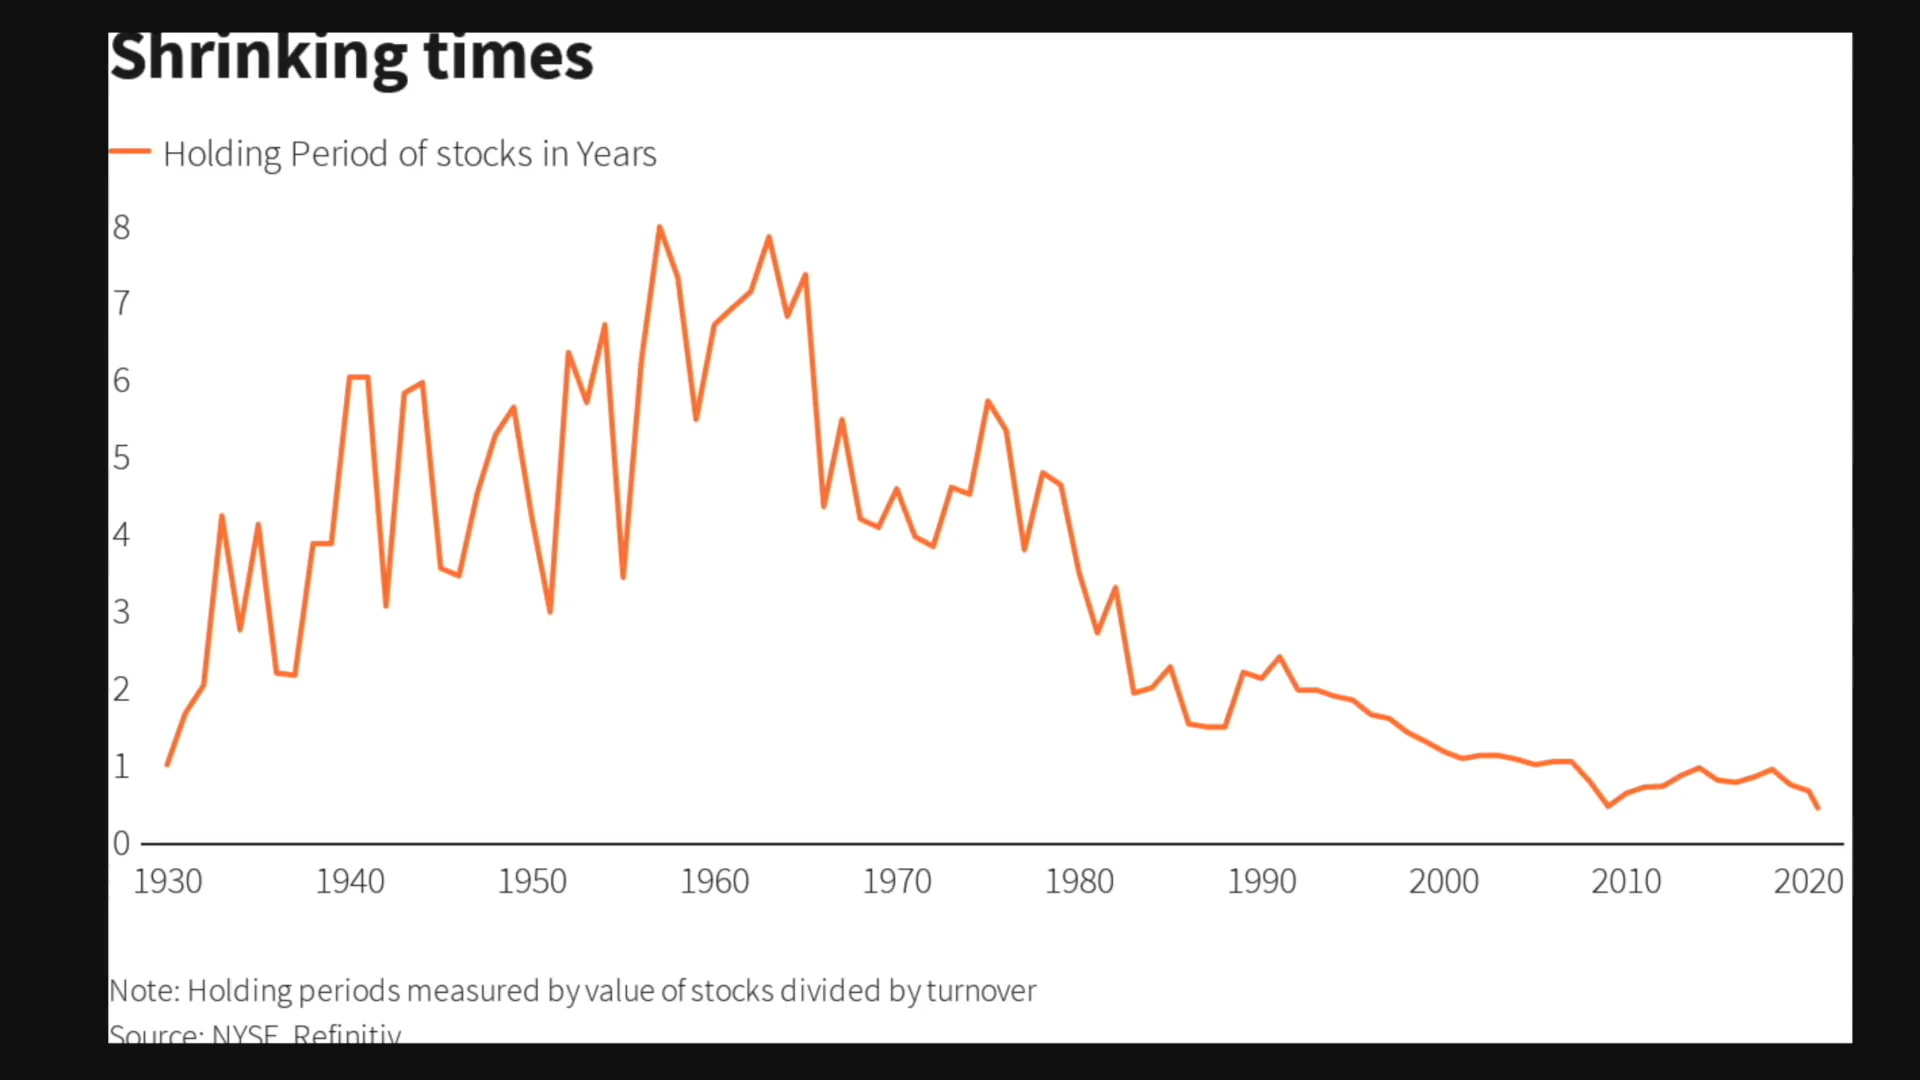 Shrinking times
Holding Period of stocks in Years
8
7
6
5
4
3
2
1
0
1930 1940 1950 1960 1970 1980 1990 2000 2010 2020
Note: Holding periods measured by value of stocks divided by turnover
Source: NYSE, Refinitiv